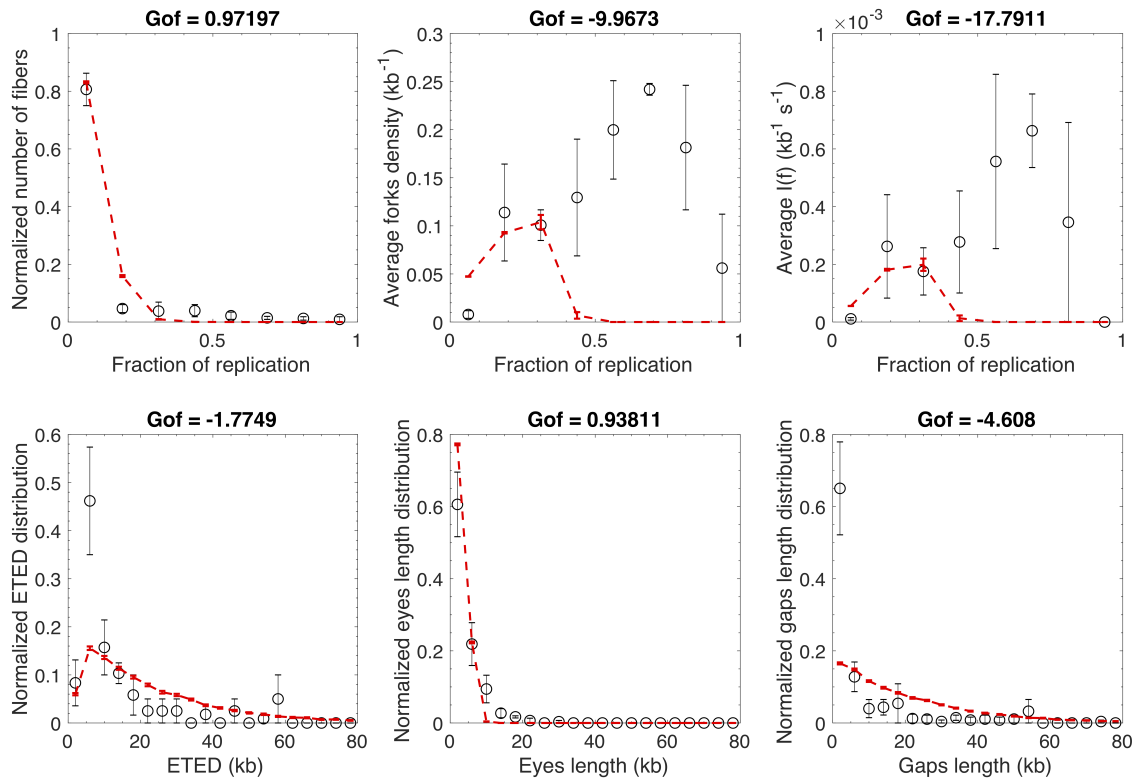 Gof = 0.97197
Normalized number of fibers
1
0.8
0.6
0.4
0.2
0
0 0.5 1
Fraction of replication
Gof = -9.9673
Average forks density (kb⁻¹)
0.3
0.25
0.2
0.15
0.1
0.05
0
0 0.5 1
Fraction of replication
×10⁻³
Gof = -17.7911
Average I(f) (kb⁻¹ s⁻¹)
1
0.8
0.6
0.4
0.2
0
0 0.5 1
Fraction of replication
Gof = -1.7749
Normalized ETED distribution
0.6
0.5
0.4
0.3
0.2
0.1
0
0 20 40 60 80
ETED (kb)
Gof = 0.93811
Normalized eyes length distribution
0.8
0.6
0.4
0.2
0
0 20 40 60 80
Eyes length (kb)
Gof = -4.608
Normalized gaps length distribution
0.8
0.6
0.4
0.2
0
0 20 40 60 80
Gaps length (kb)